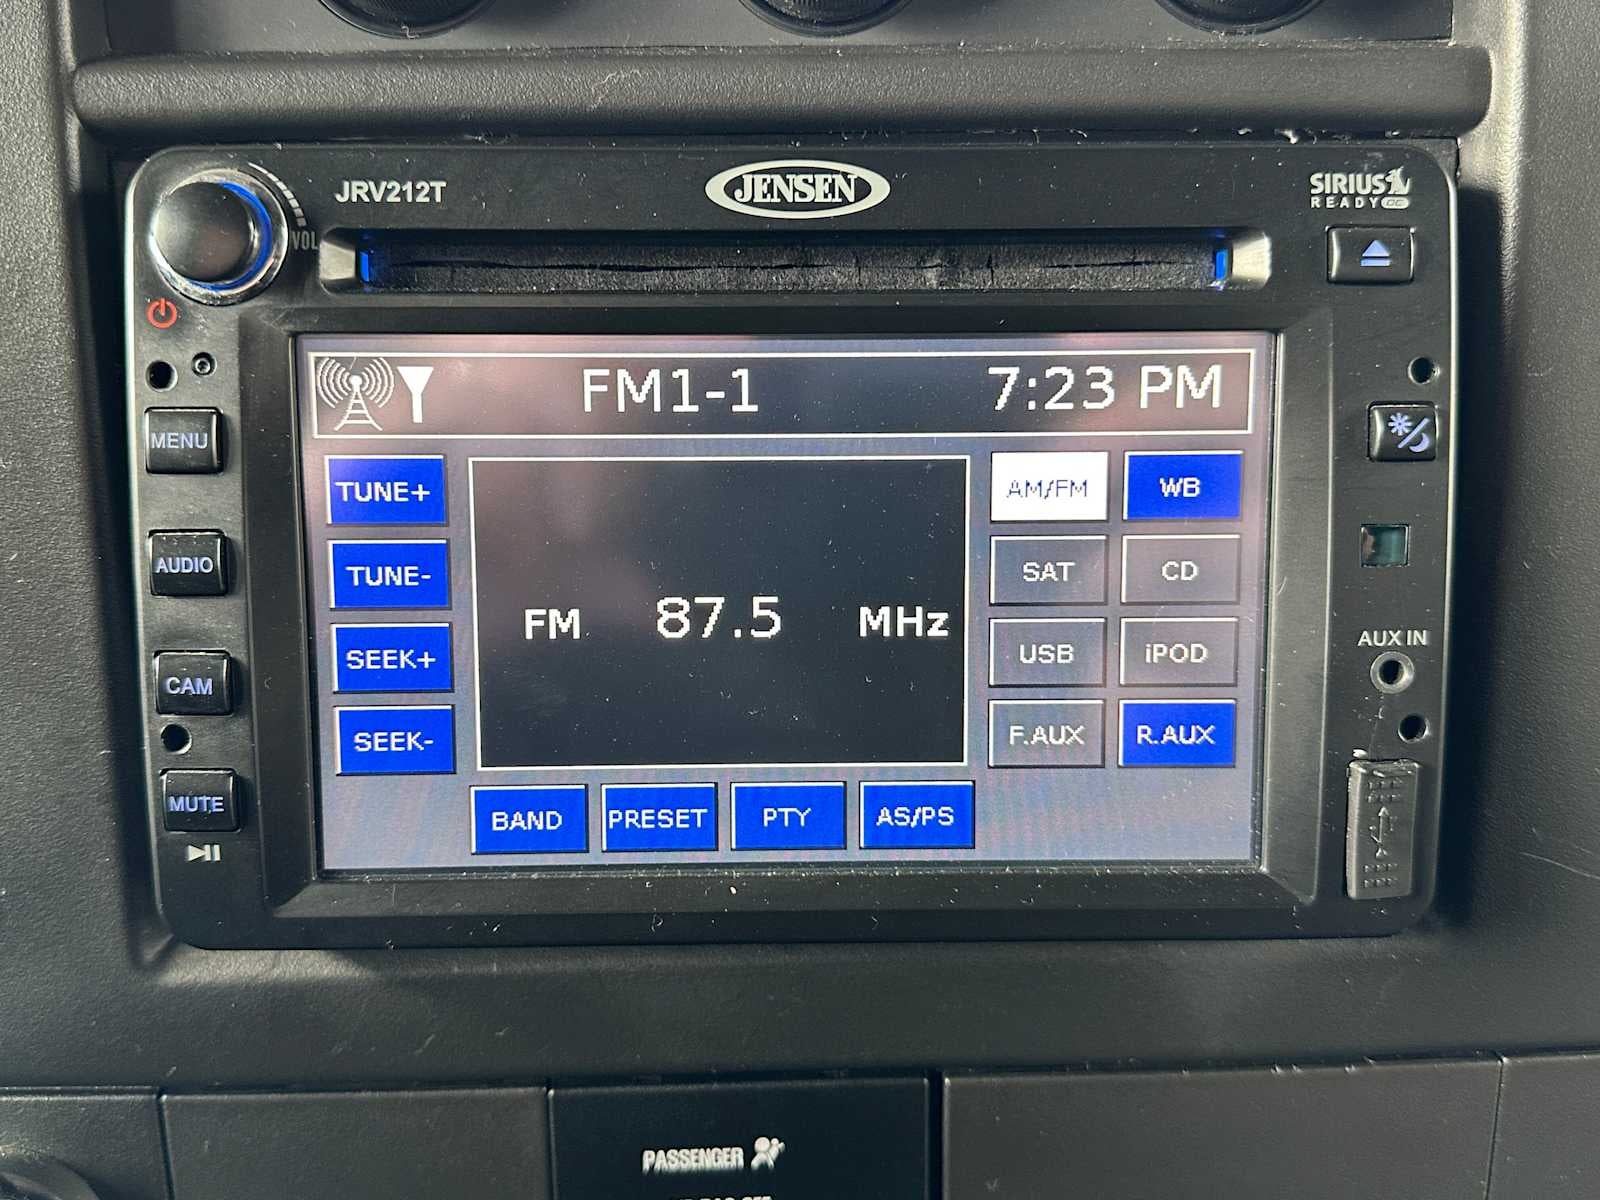 JRV212T
JENSEN
SIRIUS
READY
VOL
MENU
AUDIO
CAM
MUTE
FM1-1 7:23 PM
TUNE+
TUNE-
SEEK+
SEEK-
FM 87.5 MHz
AM/FM WB
SAT CD
USB iPOD
F.AUX R.AUX
BAND PRESET PTY AS/PS
AUX IN
PASSENGER